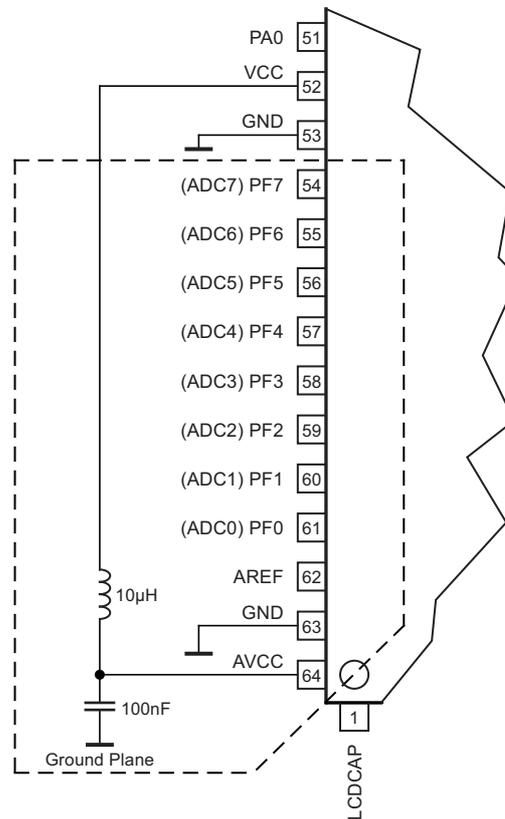 PA0 51
VCC 52
GND 53
(ADC7) PF7 54
(ADC6) PF6 55
(ADC5) PF5 56
(ADC4) PF4 57
(ADC3) PF3 58
(ADC2) PF2 59
(ADC1) PF1 60
(ADC0) PF0 61
AREF 62
10µH
GND 63
AVCC 64
100nF
1
Ground Plane
LCDCAP